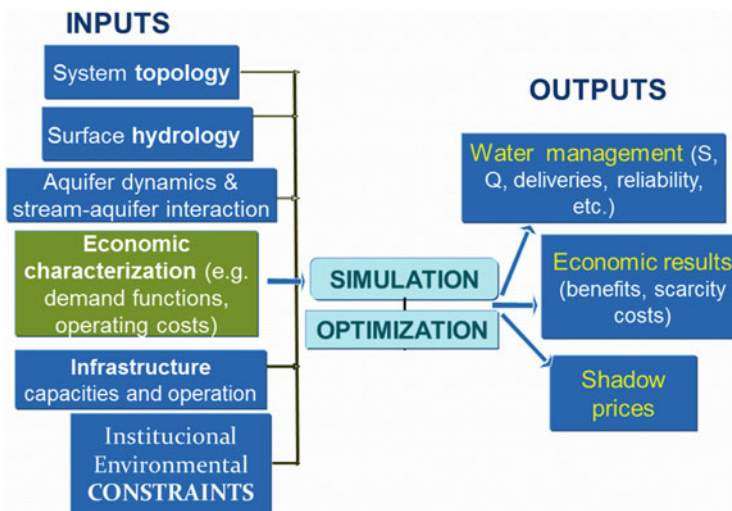 INPUTS
System topology
Surface hydrology
Aquifer dynamics &
stream-aquifer interaction
Economic
characterization (e.g.
demand functions,
operating costs)
Infrastructure
capacities and operation
Institucional
Environmental
CONSTRAINTS
SIMULATION
OPTIMIZATION
OUTPUTS
Water management (S,
Q, deliveries, reliability,
etc.)
Economic results
(benefits, scarcity
costs)
Shadow
prices